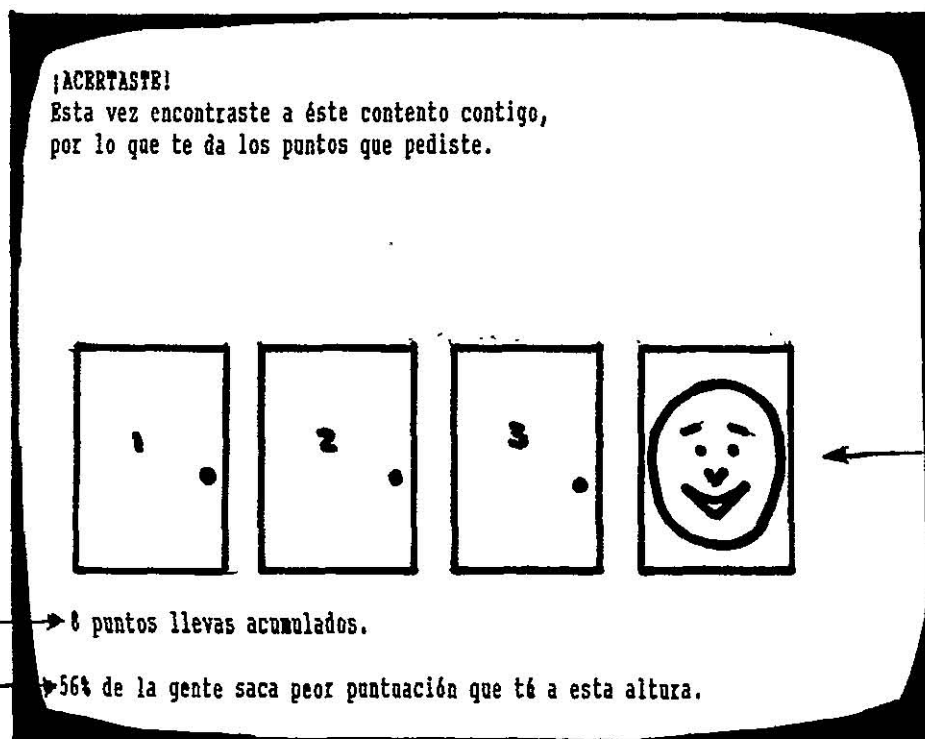 ¡ACERTASTE!
Esta vez encontraste a éste contento contigo,
por lo que te da los puntos que pediste.
1 2 3
8 puntos llevas acumulados.
56% de la gente saca peor puntuación que tú a esta altura.